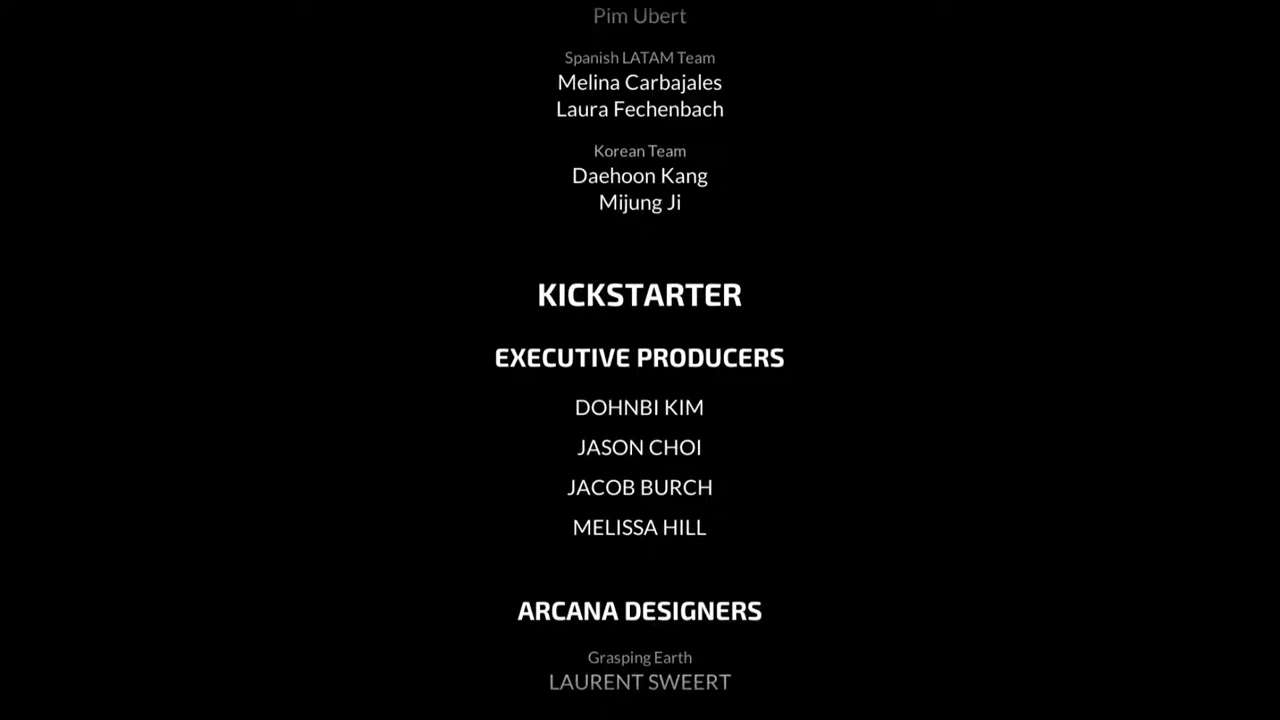 Pim Ubert
Spanish LATAM Team
Melina Carbajales
Laura Fechenbach
Korean Team
Daehoon Kang
Mijung Ji
KICKSTARTER
EXECUTIVE PRODUCERS
DOHNBI KIM
JASON CHOI
JACOB BURCH
MELISSA HILL
ARCANA DESIGNERS
Grasping Earth
LAURENT SWEERT